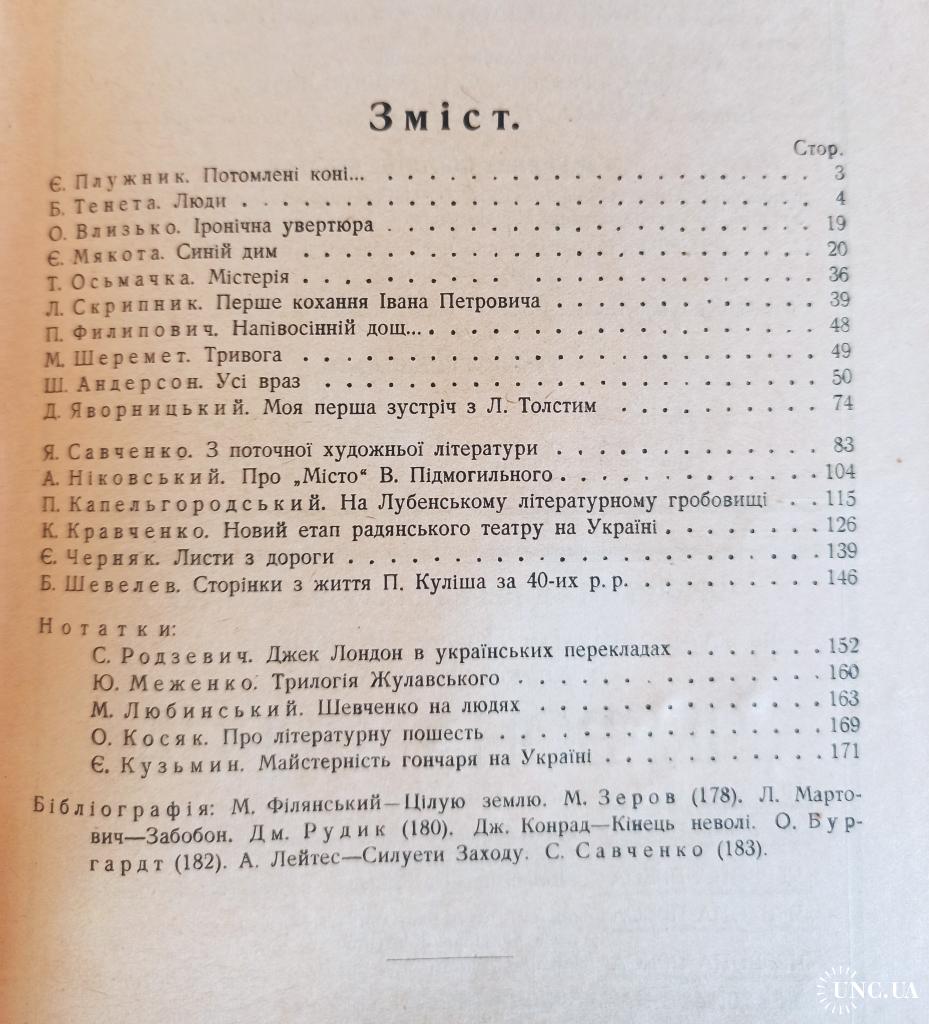 Зміст.
Стор.
Є. Плужник. Потомлені коні... 3
Б. Тенета. Люди 4
О. Влизько. Іронічна увертюра 19
Є. Мякота. Синій дим 20
Т. Осьмачка. Містерія 36
Л. Скрипник. Перше кохання Івана Петровича 39
П. Филипович. Напівосінній дощ... 48
М. Шеремет. Тривога 49
Ш. Андерсон. Усі враз 50
Д. Яворницький. Моя перша зустріч з Л. Толстим 74
Я. Савченко. З поточної художньої літератури 83
А. Ніковський. Про „Місто“ В. Підмогильного 104
П. Капельгородський. На Лубенському літературному гробовищі 115
К. Кравченко. Новий етап радянського театру на Україні 126
Є. Черняк. Листи з дороги 139
Б. Шевелев. Сторінки з життя П. Куліша за 40-их р. р. 146
Нотатки:
С. Родзевич. Джек Лондон в українських перекладах 152
Ю. Меженко. Трилогія Жулавського 160
М. Любинський. Шевченко на людях 163
О. Косяк. Про літературну пошесть 169
Є. Кузьмин. Майстерність гончаря на Україні 171
Бібліографія: М. Філянський—Цілую землю. М. Зеров (178). Л. Марто-
вич—Забобон. Дм. Рудик (180). Дж. Конрад—Кінець неволі. О. Бур-
гардт (182). А. Лейтес—Силуети Заходу. С. Савченко (183).
UNC.UA